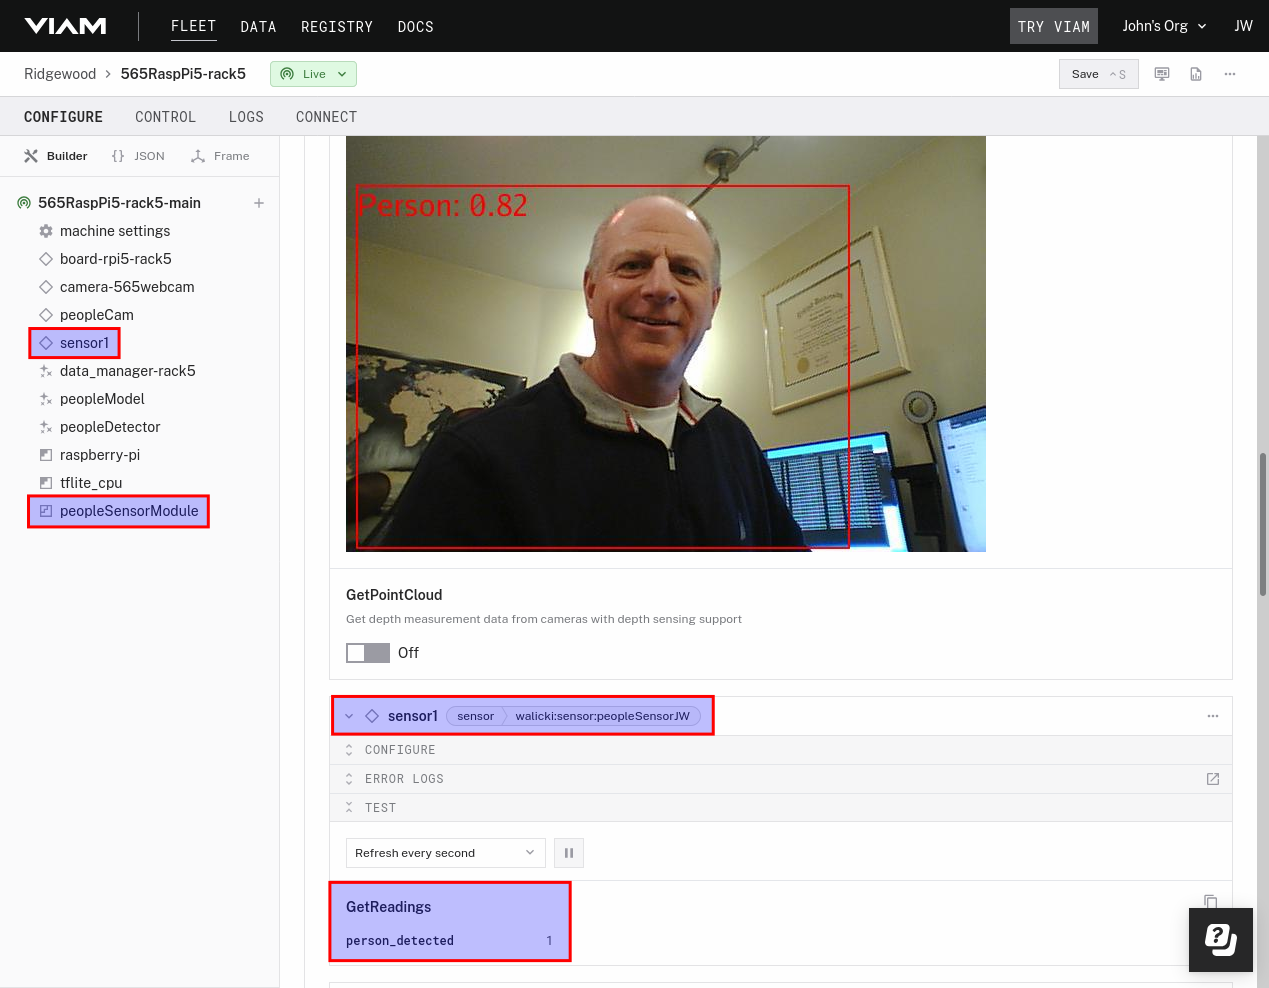 VIAM FLEET DATA REGISTRY DOCS TRY VIAM John's Org JW
Ridgewood > 565RaspPi5-rack5 Live Save ^S
CONFIGURE CONTROL LOGS CONNECT
Builder {} JSON Frame
565RaspPi5-rack5-main +
machine settings
board-rpi5-rack5
camera-565webcam
peopleCam
sensor1
data_manager-rack5
peopleModel
peopleDetector
raspberry-pi
tflite_cpu
peopleSensorModule
Person: 0.82
GetPointCloud
Get depth measurement data from cameras with depth sensing support
Off
sensor1 sensor walicki:sensor:peopleSensorJW
CONFIGURE
ERROR LOGS
TEST
Refresh every second
GetReadings
person_detected 1